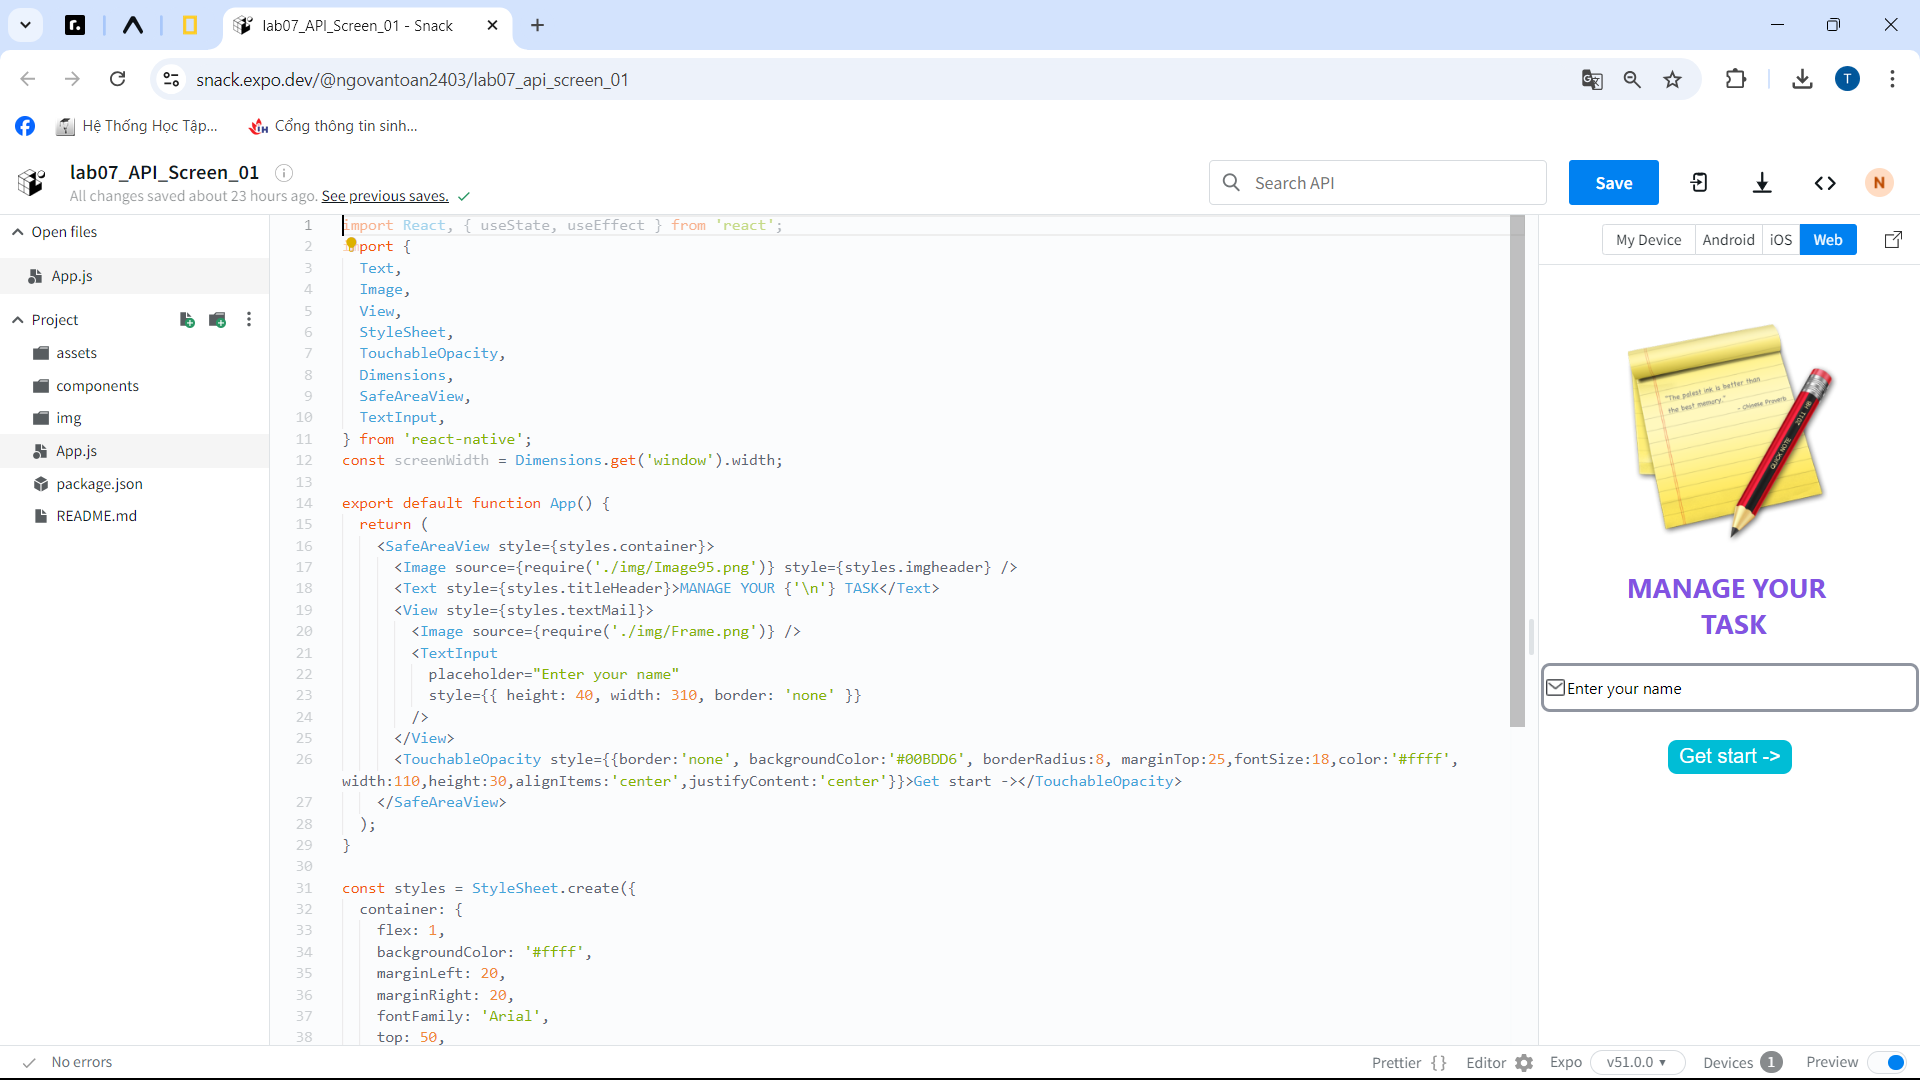 lab07_API_Screen_01 - Snack
snack.expo.dev/@ngovantoan2403/lab07_api_screen_01
T
Hệ Thống Học Tập...
Cổng thông tin sinh...
lab07_API_Screen_01
All changes saved about 23 hours ago. See previous saves.
Search API
Save
N
Open files
App.js
Project
assets
components
img
App.js
package.json
README.md
1 import React, { useState, useEffect } from 'react';
2 port {
3 Text,
4 Image,
5 View,
6 StyleSheet,
7 TouchableOpacity,
8 Dimensions,
9 SafeAreaView,
10 TextInput,
11 } from 'react-native';
12 const screenWidth = Dimensions.get('window').width;
13
14 export default function App() {
15 return (
16 <SafeAreaView style={styles.container}>
17 <Image source={require('./img/Image95.png')} style={styles.imgheader} />
18 <Text style={styles.titleHeader}>MANAGE YOUR {'\n'} TASK</Text>
19 <View style={styles.textMail}>
20 <Image source={require('./img/Frame.png')} />
21 <TextInput
22 placeholder="Enter your name"
23 style={{ height: 40, width: 310, border: 'none' }}
24 />
25 </View>
26 <TouchableOpacity style={{border:'none', backgroundColor:'#00BDD6', borderRadius:8, marginTop:25,fontSize:18,color:'#ffff',
width:110,height:30,alignItems:'center',justifyContent:'center'}}>Get start -></TouchableOpacity>
27 </SafeAreaView>
28 );
29 }
30
31 const styles = StyleSheet.create({
32 container: {
33 flex: 1,
34 backgroundColor: '#ffff',
35 marginLeft: 20,
36 marginRight: 20,
37 fontFamily: 'Arial',
38 top: 50,
My Device
Android
iOS
Web
"The palest ink is better than
the best memory."
- Chinese Proverb
QUICK NOTE 2011 HB
MANAGE YOUR
TASK
Enter your name
Get start ->
No errors
Prettier {}
Editor
Expo
v51.0.0
Devices 1
Preview